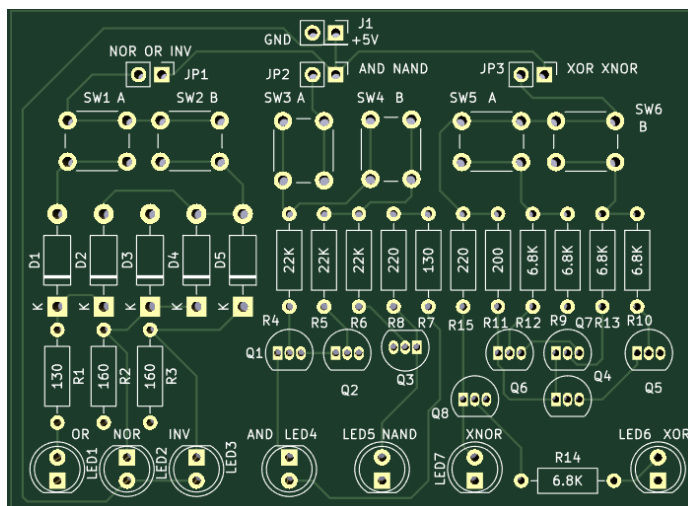 J1
GND +5V
NOR OR INV
JP1
JP2
AND NAND
JP3
XOR XNOR
SW1 A
SW2 B
SW3 A
SW4 B
SW5 A
SW6
B
D1
D2
D3
D4
D5
22K
22K
22K
220
130
220
200
6.8K
6.8K
6.8K
6.8K
K
K
K
K
K
R4
R5
R6
R8
R7
R15
R11
R12
R9
Q7
R13
R10
130
R1
160
R2
160
R3
Q1
Q2
Q3
Q6
Q4
Q5
Q8
OR
NOR
INV
AND LED4
LED5 NAND
XNOR
LED6 XOR
LED1
LED2
LED3
LED7
R14
6.8K